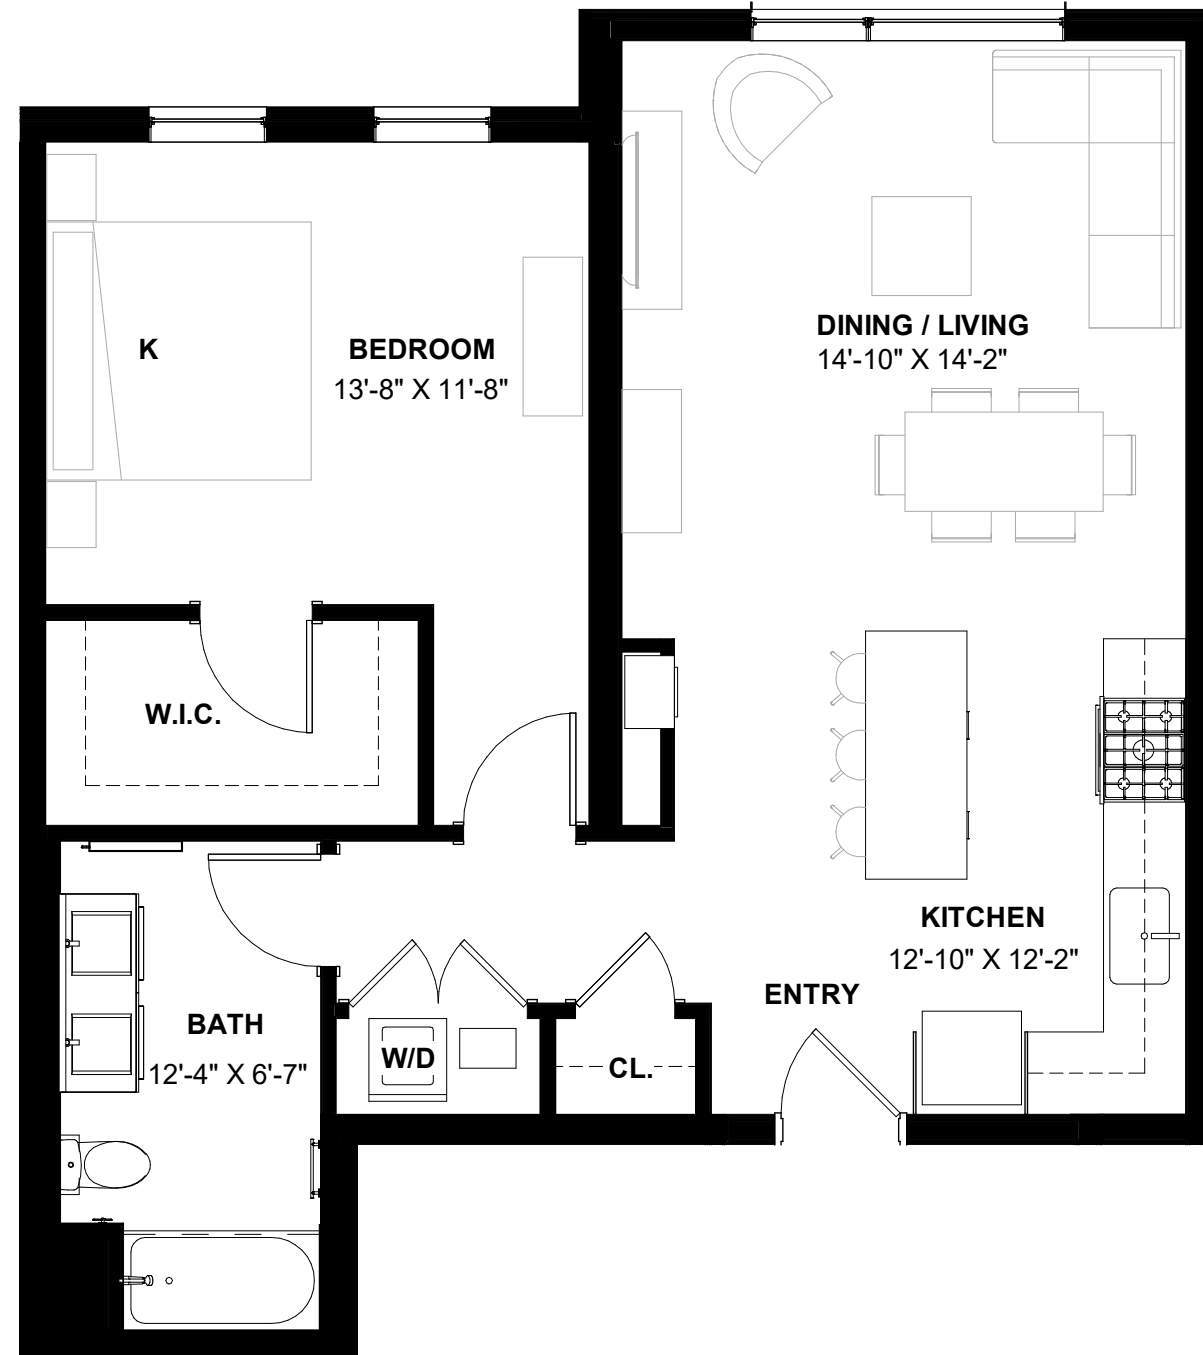 DINING / LIVING
14'-10" X 14'-2"
K
BEDROOM
13'-8" X 11'-8"
W.I.C.
KITCHEN
12'-10" X 12'-2"
ENTRY
BATH
12'-4" X 6'-7"
W/D
CL.